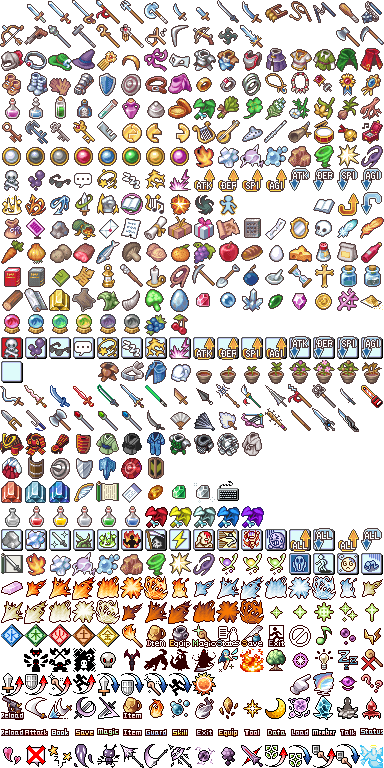 ATK DEF SPI AGI ATK DEF SPI AGI
ATK DEF SPI AGI ATK DEF SPI AGI
ALL ALL
ALL ALL
Item Equip Magic Save Exit
Reload Item
Reload Attack Book Save Magic Item Guard Skill Exit Equip Tool Data Load Member Talk Status